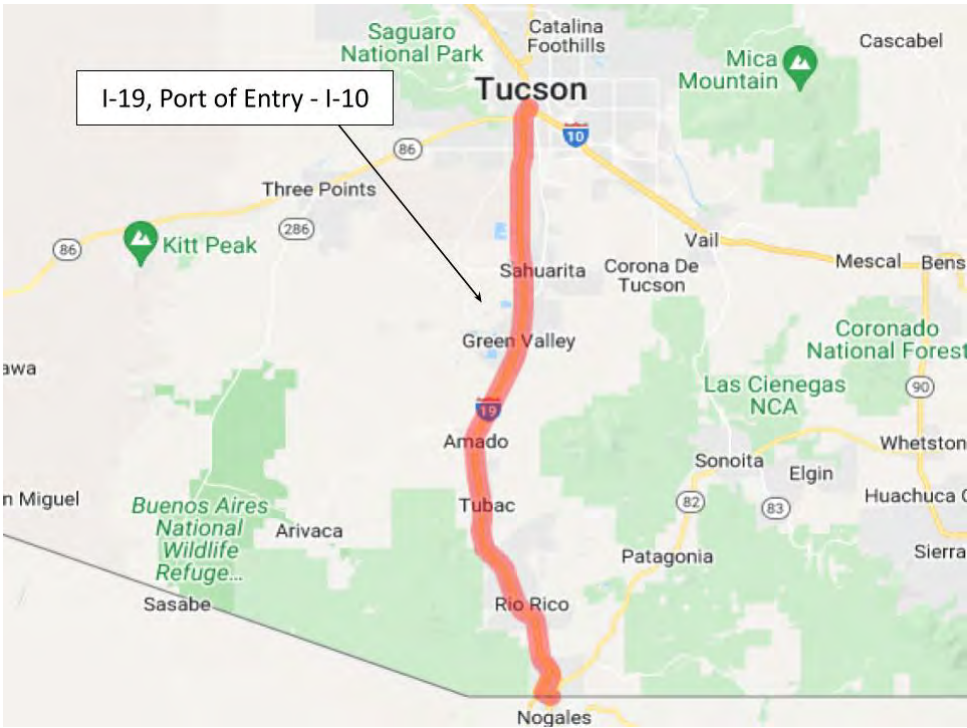 Catalina
Foothills
Saguaro
National Park
Cascabel
Mica
Mountain
I-19, Port of Entry - I-10
Tucson
10
86
Three Points
286
86
Kitt Peak
Vail
Mescal
Bens
Sahuarita
Corona De
Tucson
Green Valley
Coronado
National Forest
awa
Las Cienegas
NCA
90
19
Amado
Whetston
Sonoita
Elgin
n Miguel
Buenos Aires
National
Wildlife
Refuge...
Tubac
82
83
Huachuca C
Arivaca
Sierra
Patagonia
Sasabe
Rio Rico
Nogales